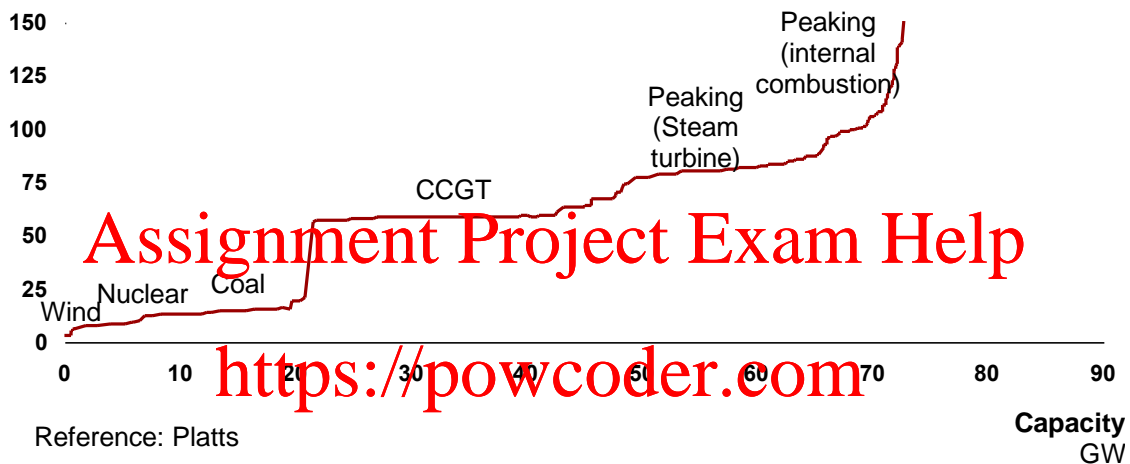 150
125
100
75
50
25
0
Peaking
(internal
combustion)
Peaking
(Steam
turbine)
CCGT
Coal
Nuclear
Wind
Assignment Project Exam Help
0 10 20 30 40 50 60 70 80 90
https://powcoder.com
Capacity
GW
Reference: Platts